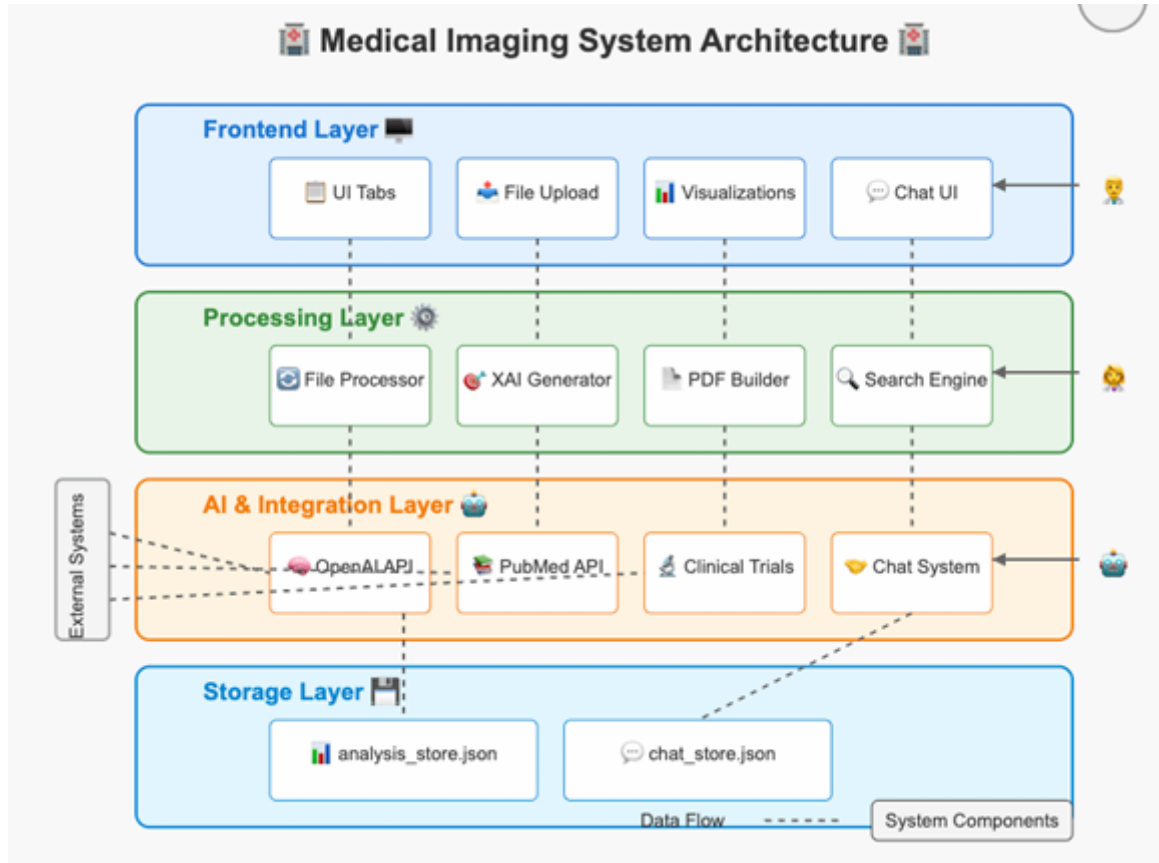 Medical Imaging System Architecture
Frontend Layer
UI Tabs
File Upload
Visualizations
Chat UI
Processing Layer
File Processor
XAI Generator
PDF Builder
Search Engine
External Systems
AI & Integration Layer
OpenAI API
PubMed API
Clinical Trials
Chat System
Storage Layer
analysis_store.json
chat_store.json
Data Flow
System Components